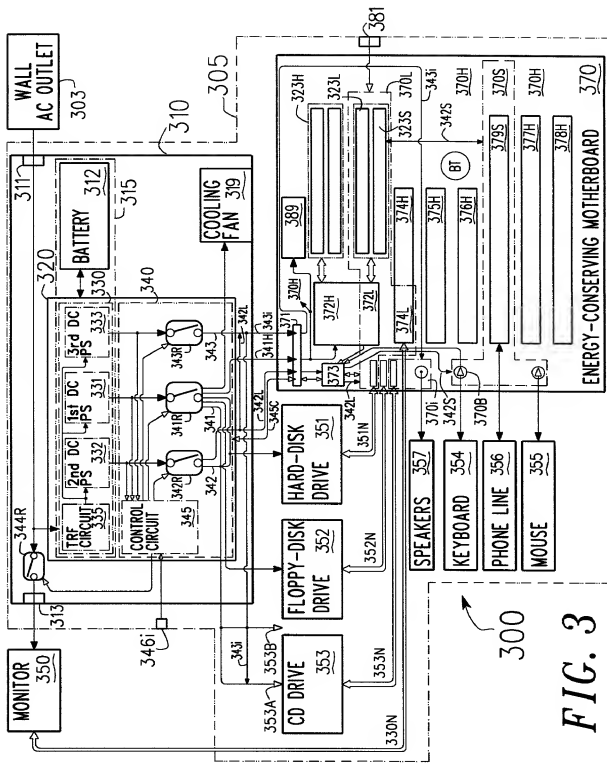 WALL
AC OUTLET
303
305
310
311
312
BATTERY
315
320
330
340
COOLING
FAN
319
3rd DC
PS
333
1st DC
PS
331
2nd DC
PS
332
TRF
CIRCUIT
335
344R
313
CONTROL
CIRCUIT
345
343R
343
341R
341
342R
342
342L
343i
341H
342L
345C
346i
MONITOR
350
HARD-DISK
DRIVE
351
351N
FLOPPY-DISK
DRIVE
352
352N
CD DRIVE
353
353N
353A
353B
343i
330N
381
389
323H
323L
323S
370L
370H
343i
342S
370S
370H
370
370H
371
372H
372L
373
342L
374L
374H
375H
376H
BT
379S
377H
378H
370i
342S
370B
ENERGY-CONSERVING MOTHERBOARD
SPEAKERS
357
KEYBOARD
354
PHONE LINE
356
MOUSE
355
300
FIG. 3